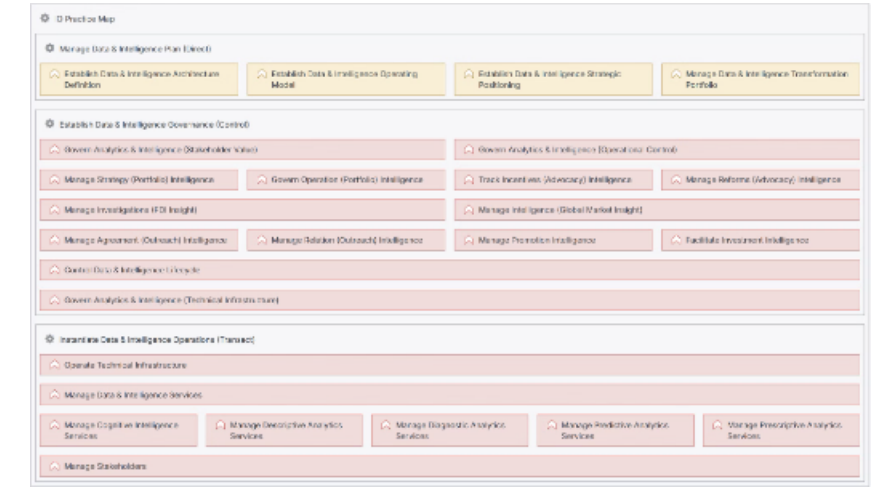 ID Practice Map
Manage Data & Intelligence Plan (Direct)
Establish Data & Intelligence Architecture
Definition
Establish Data & Intelligence Operating
Model
Establish Data & Intelligence Strategic
Positioning
Manage Data & Intelligence Transformation
Portfolio
Establish Data & Intelligence Governance (Control)
Govern Analytics & Intelligence (Stakeholder Value)
Govern Analytics & Intelligence (Operational Control)
Manage Strategy (Portfolio) Intelligence
Govern Operation (Portfolio) Intelligence
Track Incentives (Advocacy) Intelligence
Manage Reforms (Advocacy) Intelligence
Manage Investigations (FDI Insight)
Manage Intelligence (Global Market Insight)
Manage Agreement (Outreach) Intelligence
Manage Relation (Outreach) Intelligence
Manage Promotion Intelligence
Facilitate Investment Intelligence
Control Data & Intelligence Lifecycle
Govern Analytics & Intelligence (Technical Infrastructure)
Instantiate Data & Intelligence Operations (Transact)
Operate Technical Infrastructure
Manage Data & Intelligence Services
Manage Cognitive Intelligence
Services
Manage Descriptive Analytics
Services
Manage Diagnostic Analytics
Services
Manage Predictive Analytics
Services
Manage Prescriptive Analytics
Services
Manage Stakeholders